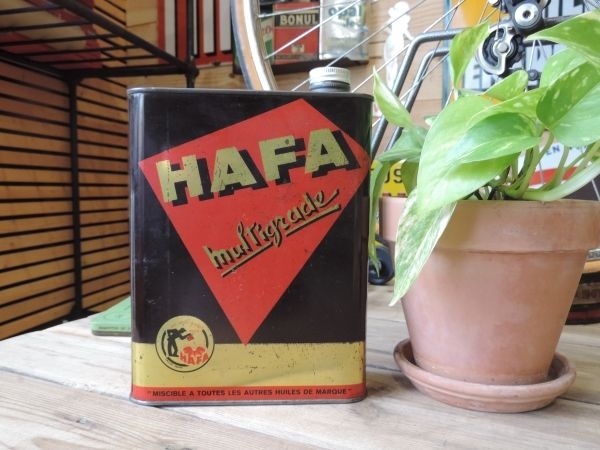 BONUL
HAFA
multigrade
HAFA
"MISCIBLE A TOUTES LES AUTRES HUILES DE MARQUE"